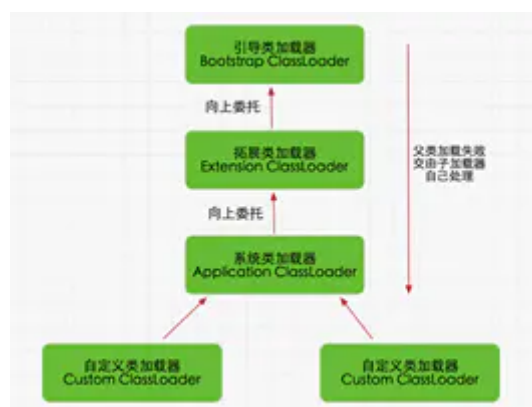 引导类加载器
Bootstrap ClassLoader
向上委托
拓展类加载器
Extension ClassLoader
父类加载失败
交由子加载器
自己处理
向上委托
系统类加载器
Application ClassLoader
自定义类加载器
Custom ClassLoader
自定义类加载器
Custom ClassLoader